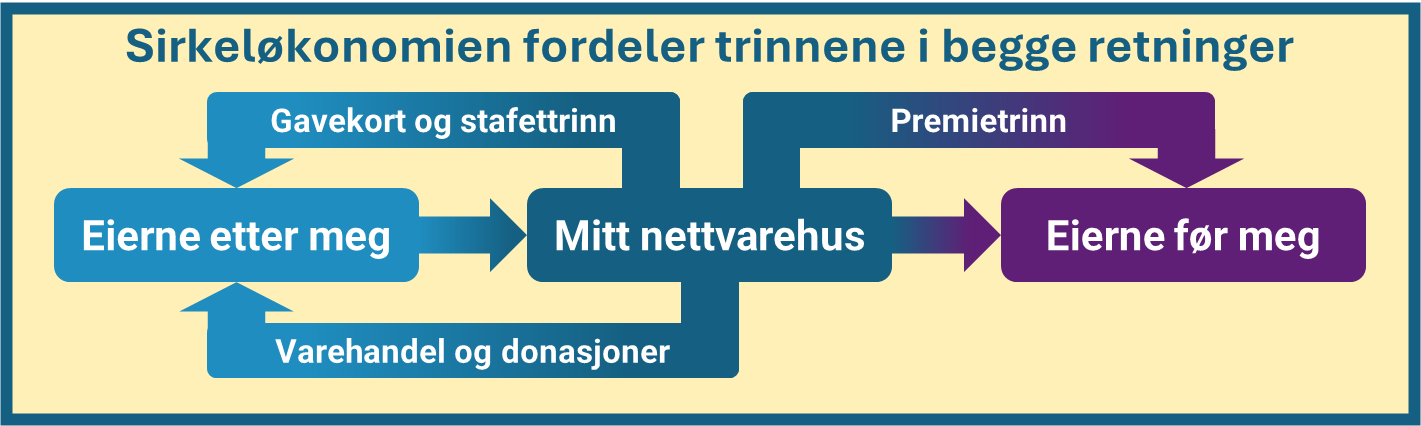 Sirkeløkonomien fordeler trinnene i begge retninger
Gavekort og stafettrinn
Premietrinn
Eierne etter meg
Mitt nettvarehus
Eierne før meg
Varehandel og donasjoner